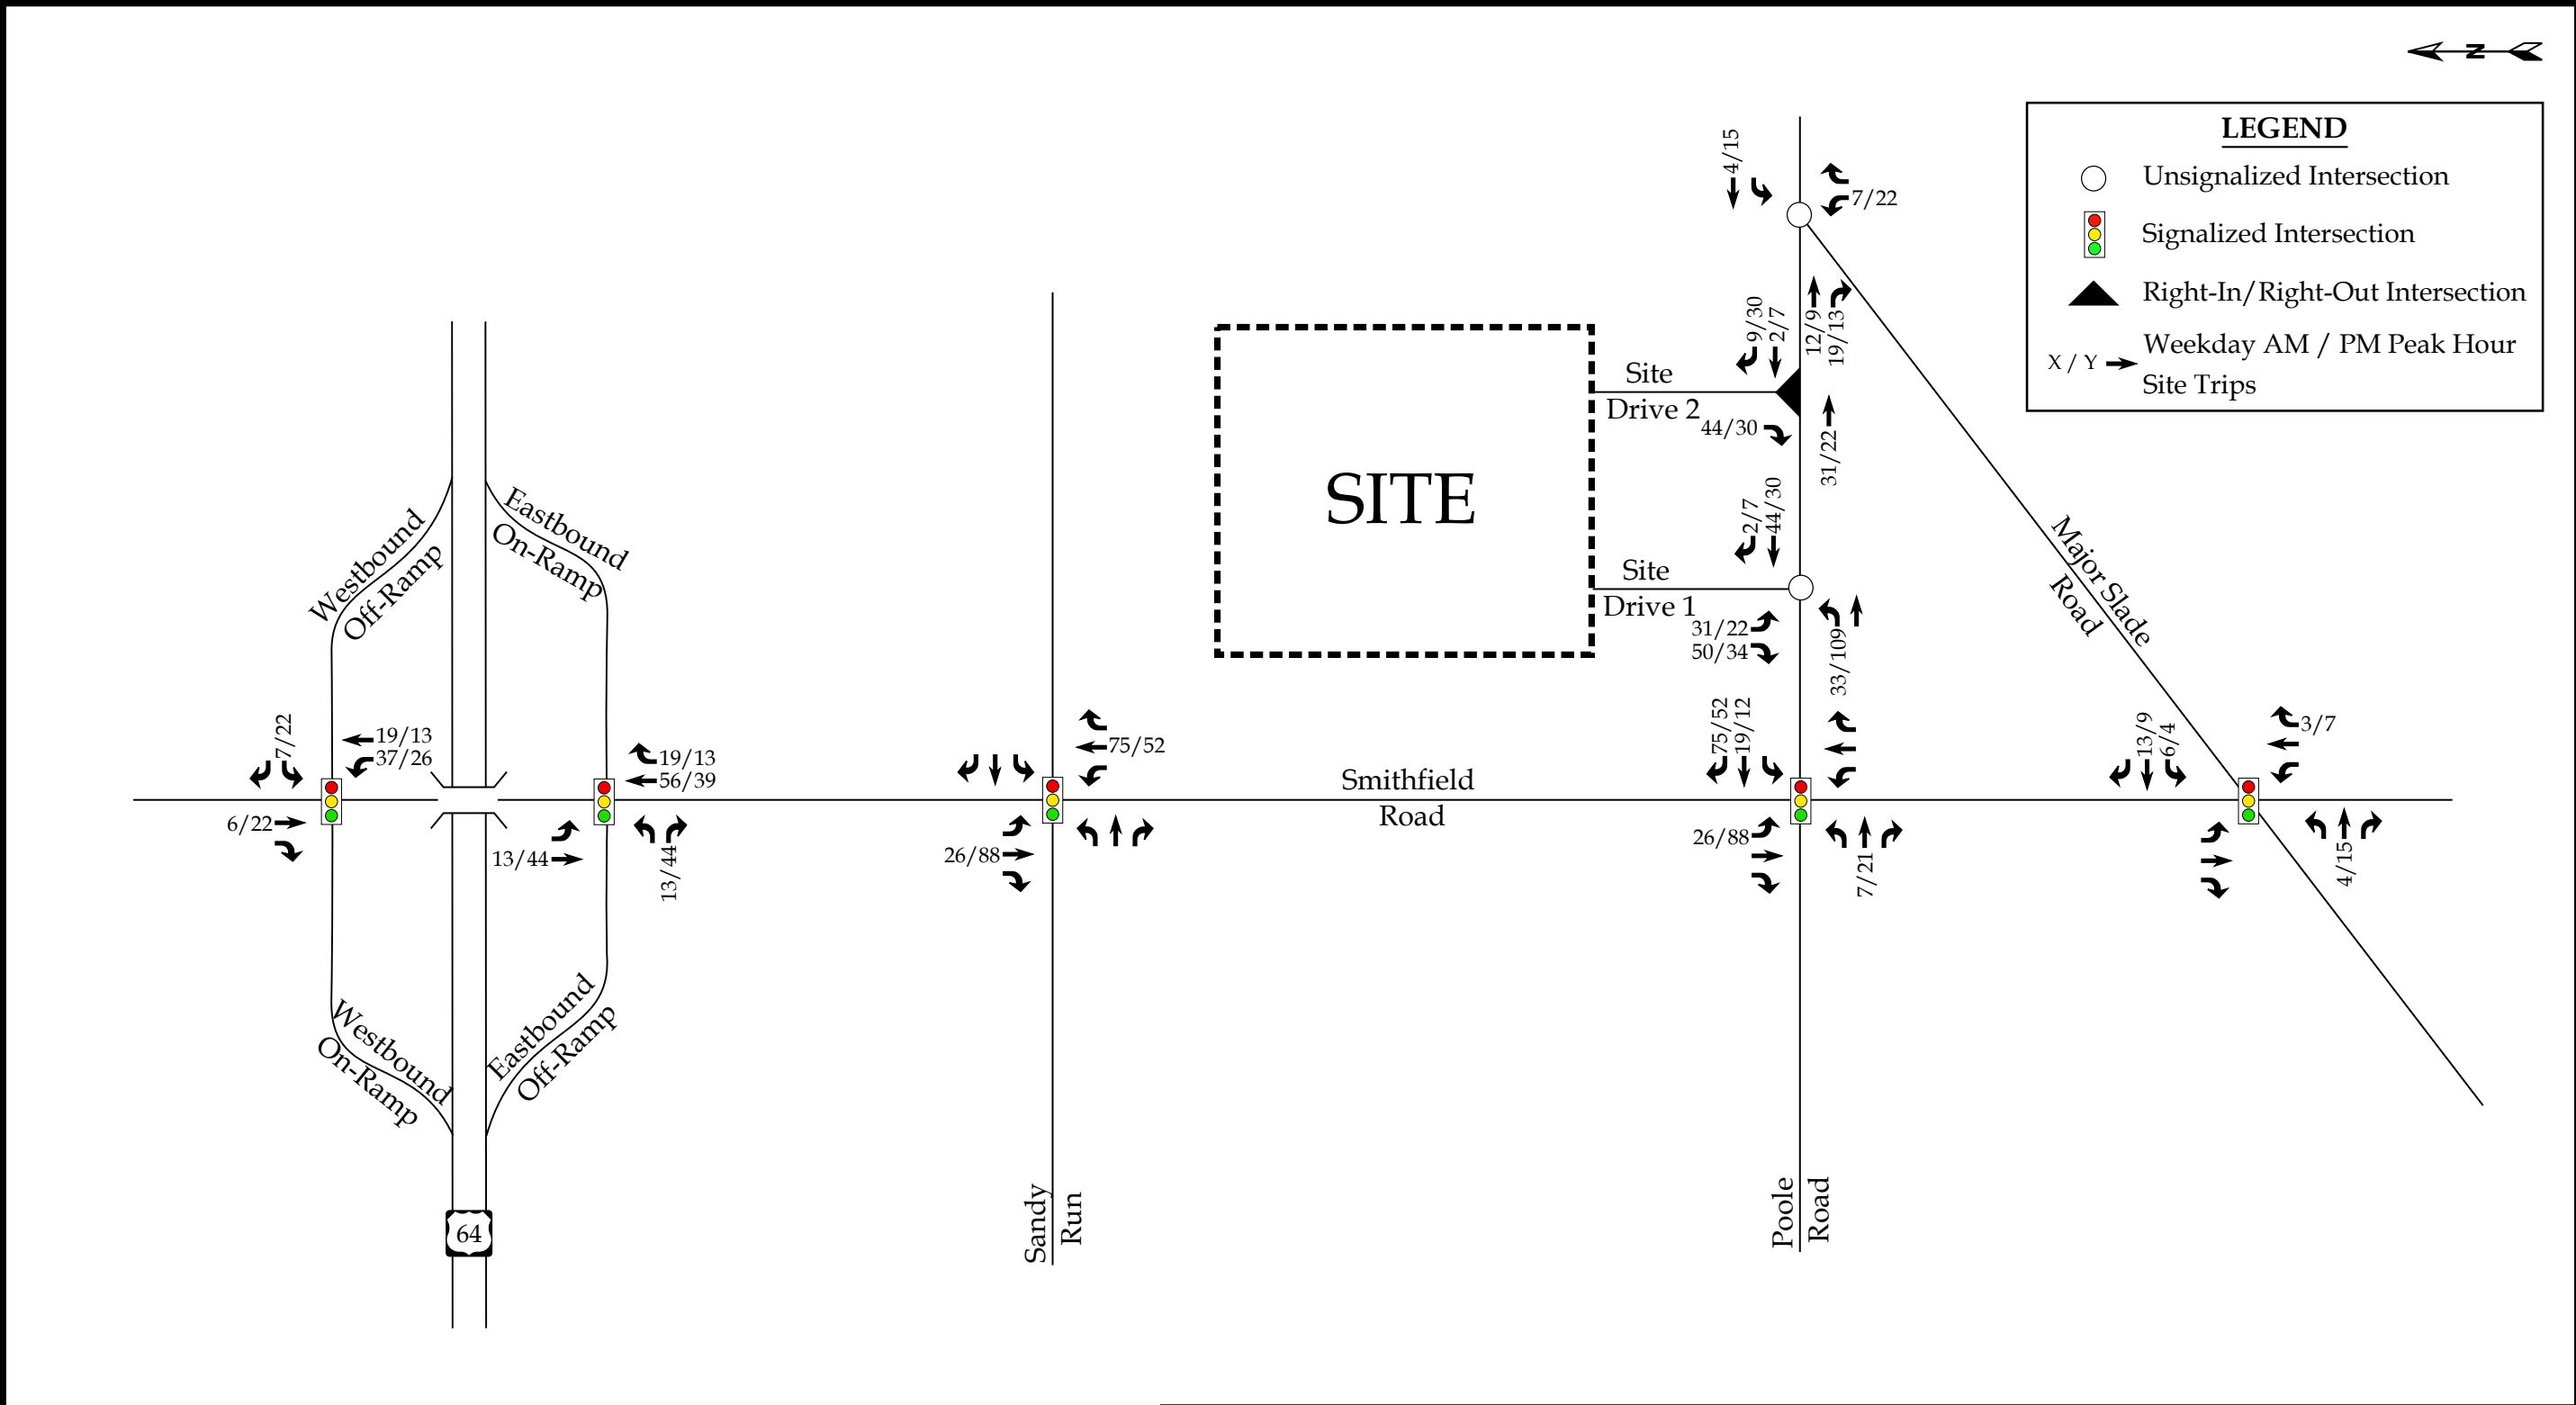 N
LEGEND
Unsignalized Intersection
Signalized Intersection
Right-In/Right-Out Intersection
X / Y
Weekday AM / PM Peak Hour
Site Trips
4/15
7/22
9/30
2/7
12/9
19/13
Site
Drive 2
44/30
31/22
SITE
2/7
44/30
Site
Drive 1
31/22
50/34
33/109
Major Slade
Road
Westbound
Off-Ramp
Eastbound
On-Ramp
7/22
19/13
37/26
6/22
19/13
56/39
13/44
13/44
75/52
26/88
Smithfield
Road
75/52
19/12
26/88
7/21
13/9
6/4
3/7
4/15
Westbound
On-Ramp
Eastbound
Off-Ramp
64
Sandy
Run
Poole
Road